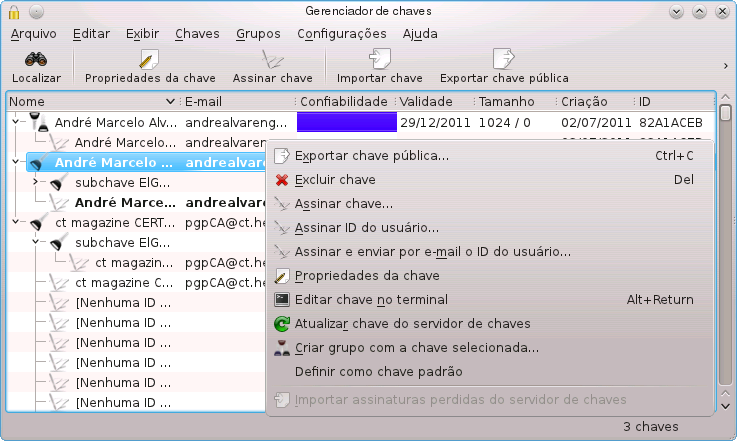 Gerenciador de chaves
Arquivo Editar Exibir Chaves Grupos Configurações Ajuda
Localizar Propriedades da chave Assinar chave Importar chave Exportar chave pública
Nome E-mail Confiabilidade Validade Tamanho Criação ID
André Marcelo Alv... andrealvareng... 29/12/2011 1024 / 0 02/07/2011 82A1ACEB
André Marcelo... andrealvaren
André Marcelo ... andrealvare
subchave ElG...
André Marce... andrealvare
ct magazine CERT... pgpCA@ct.he
subchave ElG...
ct magazin... pgpCA@ct.he
ct magazine C... pgpCA@ct.he
[Nenhuma ID ...
[Nenhuma ID ...
[Nenhuma ID ...
[Nenhuma ID ...
[Nenhuma ID ...
[Nenhuma ID ...
Exportar chave pública... Ctrl+C
Excluir chave Del
Assinar chave...
Assinar ID do usuário...
Assinar e enviar por e-mail o ID do usuário...
Propriedades da chave
Editar chave no terminal Alt+Return
Atualizar chave do servidor de chaves
Criar grupo com a chave selecionada...
Definir como chave padrão
Importar assinaturas perdidas do servidor de chaves
3 chaves